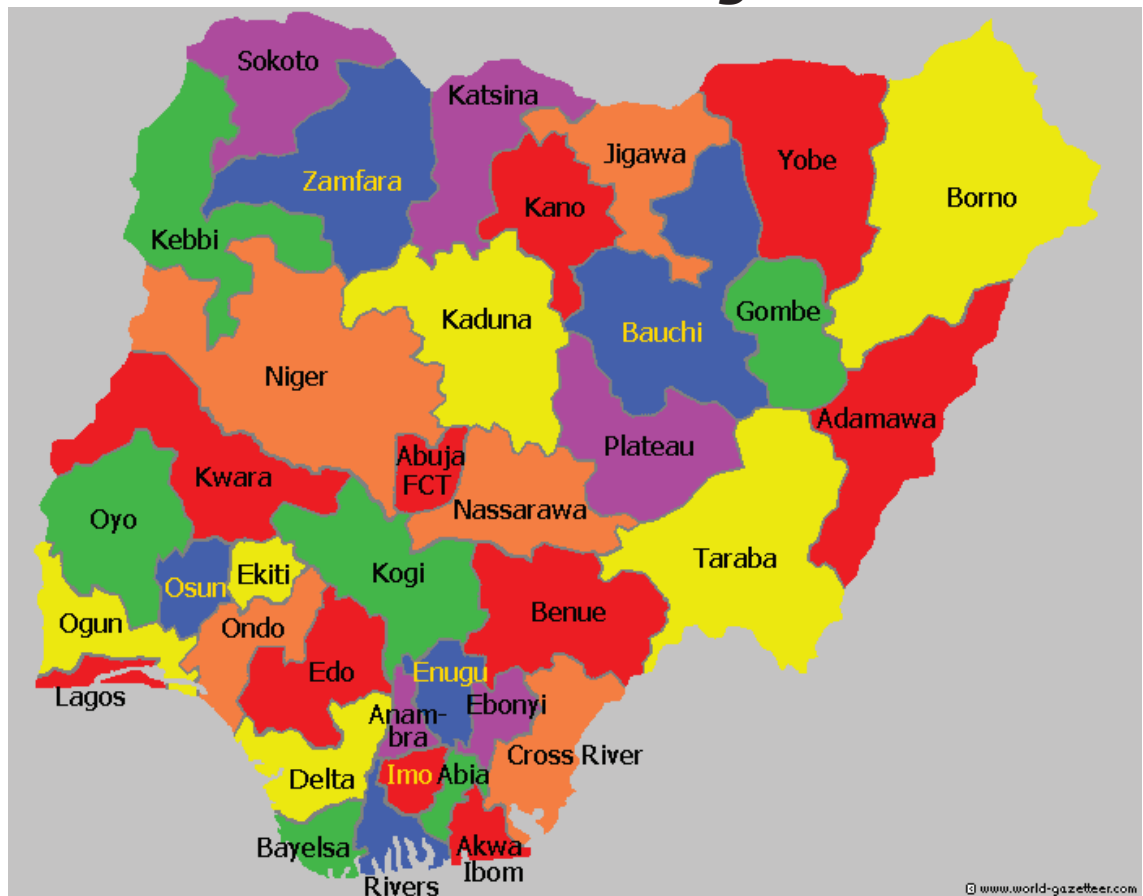 Sokoto
Katsina
Jigawa
Yobe
Zamfara
Kano
Borno
Kebbi
Gombe
Kaduna
Bauchi
Niger
Adamawa
Plateau
Abuja
FCT
Kwara
Nassarawa
Oyo
Taraba
Kogi
Ekiti
Osun
Benue
Ogun
Ondo
Edo
Enugu
Lagos
Ebonyi
Anam-
bra
Cross River
Imo
Abia
Delta
Bayelsa
Akwa
Ibom
Rivers
© www.world-gazetteer.com